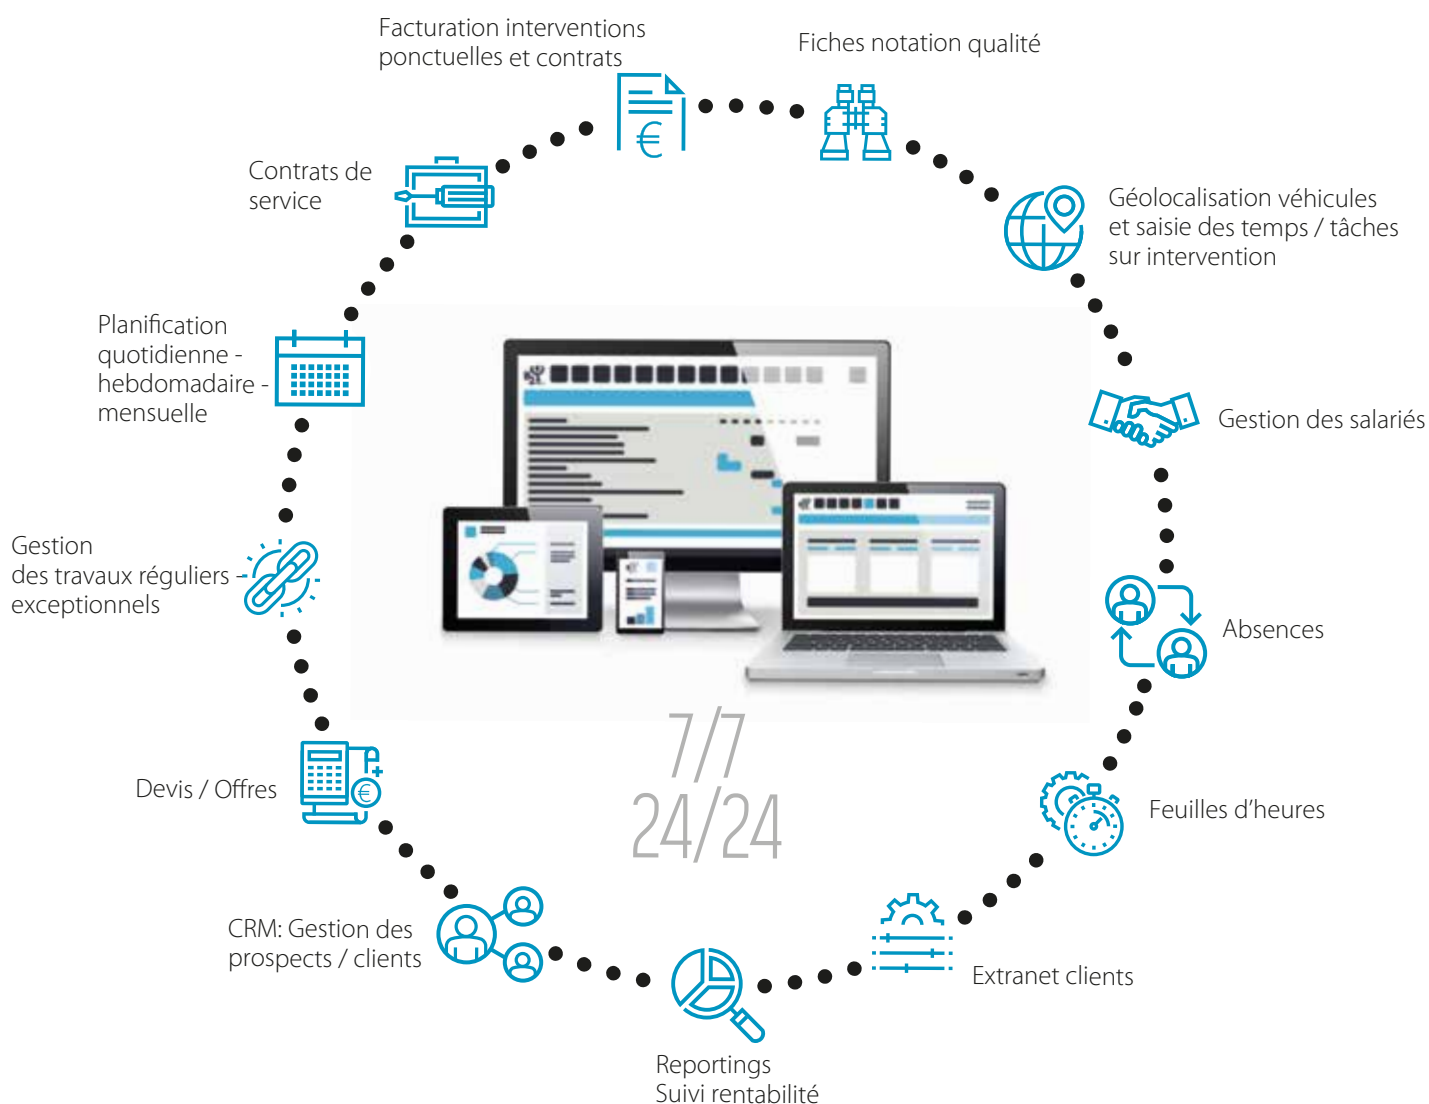 Facturation interventions
ponctuelles et contrats
Fiches notation qualité
Contrats de
service
Géolocalisation véhicules
et saisie des temps / tâches
sur intervention
Planification
quotidienne -
hebdomadaire -
mensuelle
Gestion des salariés
Gestion
des travaux réguliers -
exceptionnels
Absences
7/7
24/24
Devis / Offres
€
Feuilles d’heures
CRM: Gestion des
prospects / clients
Extranet clients
Reportings
Suivi rentabilité
€